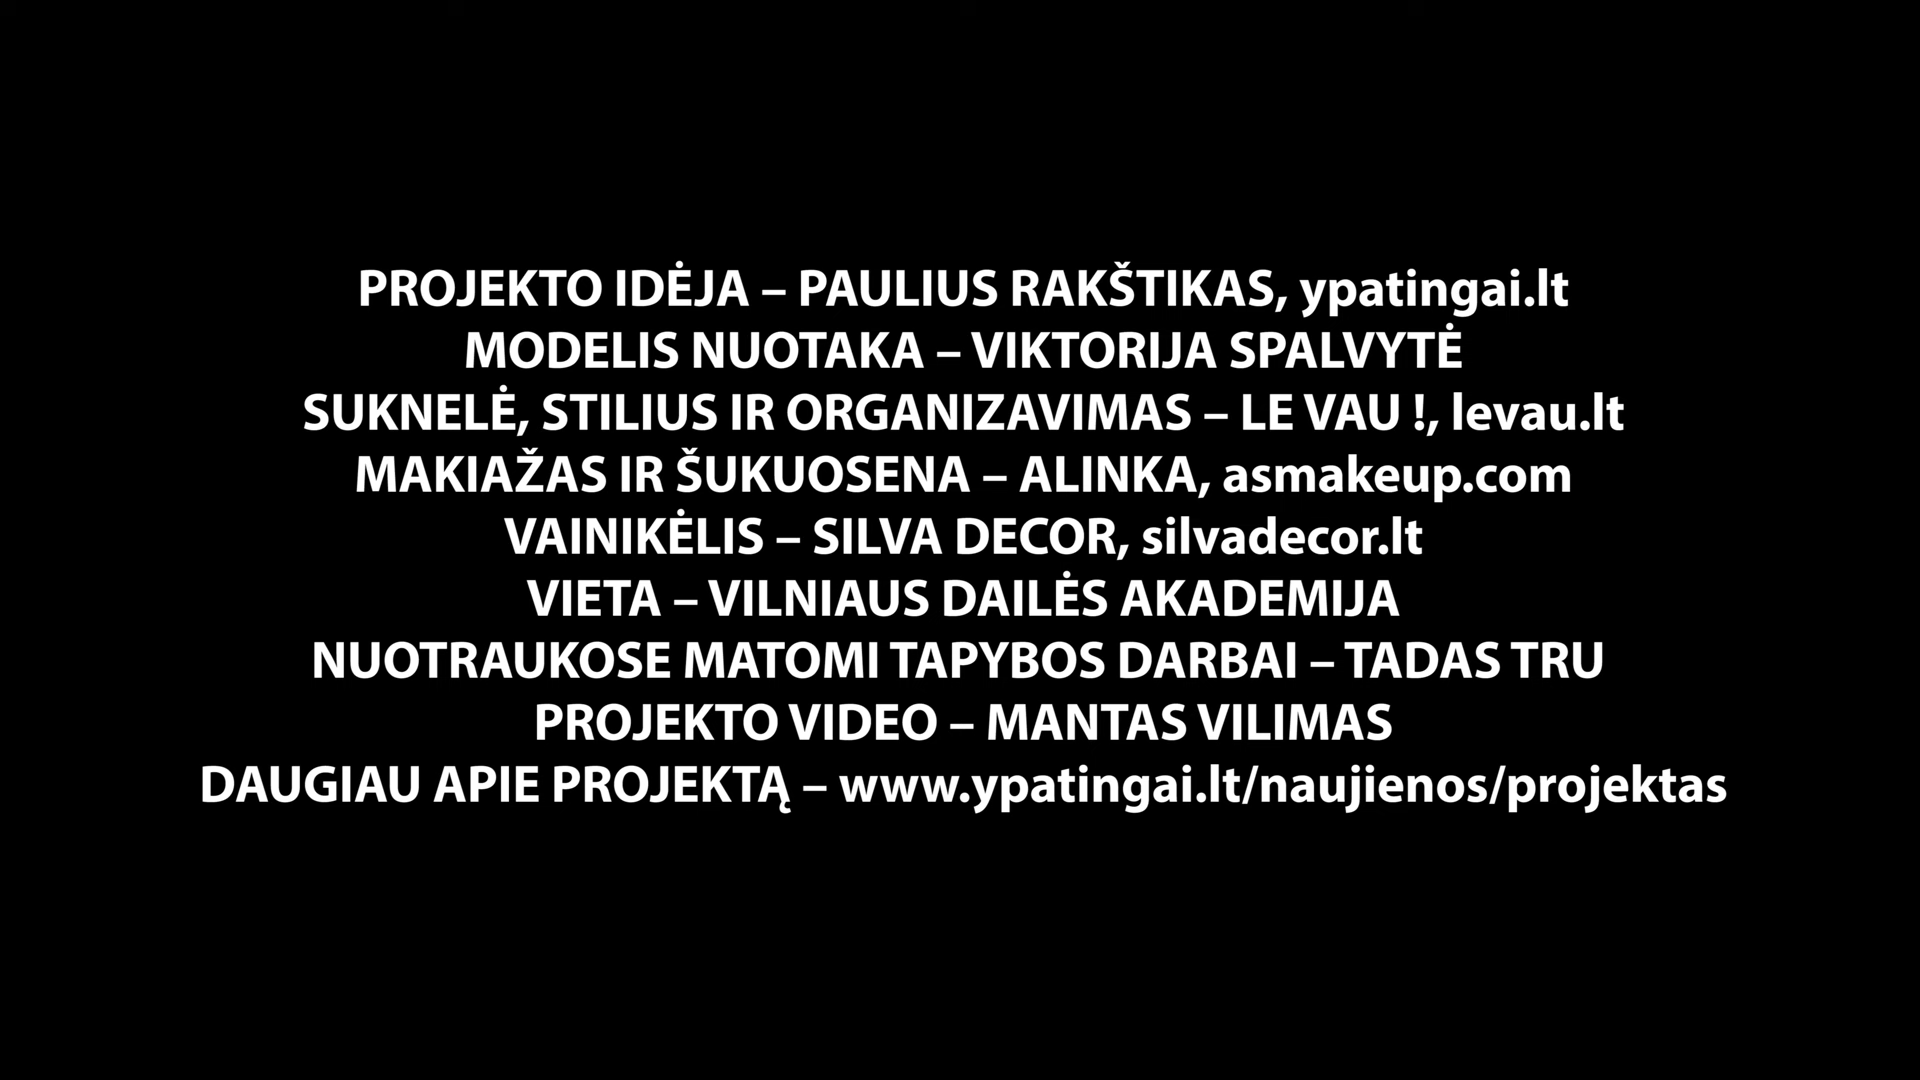 PROJEKTO IDĖJA – PAULIUS RAKŠTIKAS, ypatingai.lt
MODELIS NUOTAKA – VIKTORIJA SPALVYTĖ
SUKNELĖ, STILIUS IR ORGANIZAVIMAS – LE VAU !, levau.lt
MAKIAŽAS IR ŠUKUOSENA – ALINKA, asmakeup.com
VAINIKĖLIS – SILVA DECOR, silvadecor.lt
VIETA – VILNIAUS DAILĖS AKADEMIJA
NUOTRAUKOSE MATOMI TAPYBOS DARBAI – TADAS TRU
PROJEKTO VIDEO – MANTAS VILIMAS
DAUGIAU APIE PROJEKTĄ – www.ypatingai.lt/naujienos/projektas